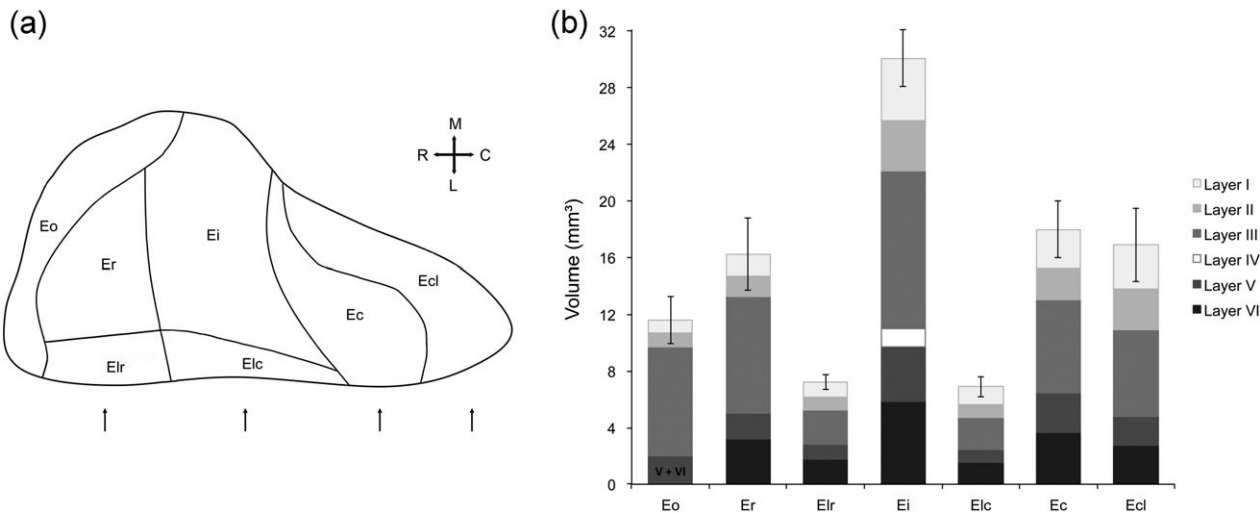 (a)
M
R
C
L
Eo
Er
Ei
Ecl
Ec
Elr
Elc
(b)
Volume (mm³)
32
28
24
20
16
12
8
4
0
V + VI
Eo Er Elr Ei Elc Ec Ecl
Layer I
Layer II
Layer III
Layer IV
Layer V
Layer VI